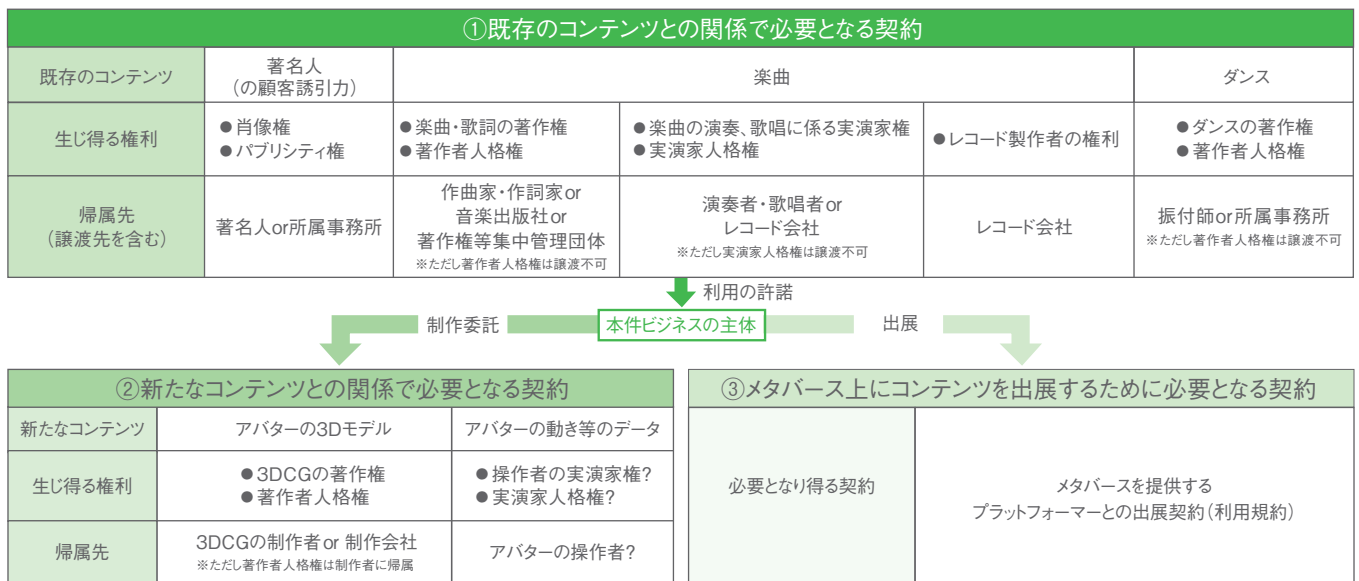 ①既存のコンテンツとの関係で必要となる契約
既存のコンテンツ
著名人
(の顧客誘引力)
楽曲
ダンス
生じ得る権利
●肖像権
●パブリシティ権
●楽曲・歌詞の著作権
●著作者人格権
●楽曲の演奏、歌唱に係る実演家権
●実演家人格権
●レコード製作者の権利
●ダンスの著作権
●著作者人格権
帰属先
(譲渡先を含む)
著名人or所属事務所
作曲家・作詞家or
音楽出版社or
著作権等集中管理団体
※ただし著作者人格権は譲渡不可
演奏者・歌唱者or
レコード会社
※ただし実演家人格権は譲渡不可
レコード会社
振付師or所属事務所
※ただし著作者人格権は譲渡不可
利用の許諾
制作委託
本件ビジネスの主体
出展
②新たなコンテンツとの関係で必要となる契約
新たなコンテンツ
アバターの3Dモデル
アバターの動き等のデータ
生じ得る権利
●3DCGの著作権
●著作者人格権
●操作者の実演家権?
●実演家人格権?
帰属先
3DCGの制作者or 制作会社
※ただし著作者人格権は制作者に帰属
アバターの操作者?
③メタバース上にコンテンツを出展するために必要となる契約
必要となり得る契約
メタバースを提供する
プラットフォーマーとの出展契約(利用規約)